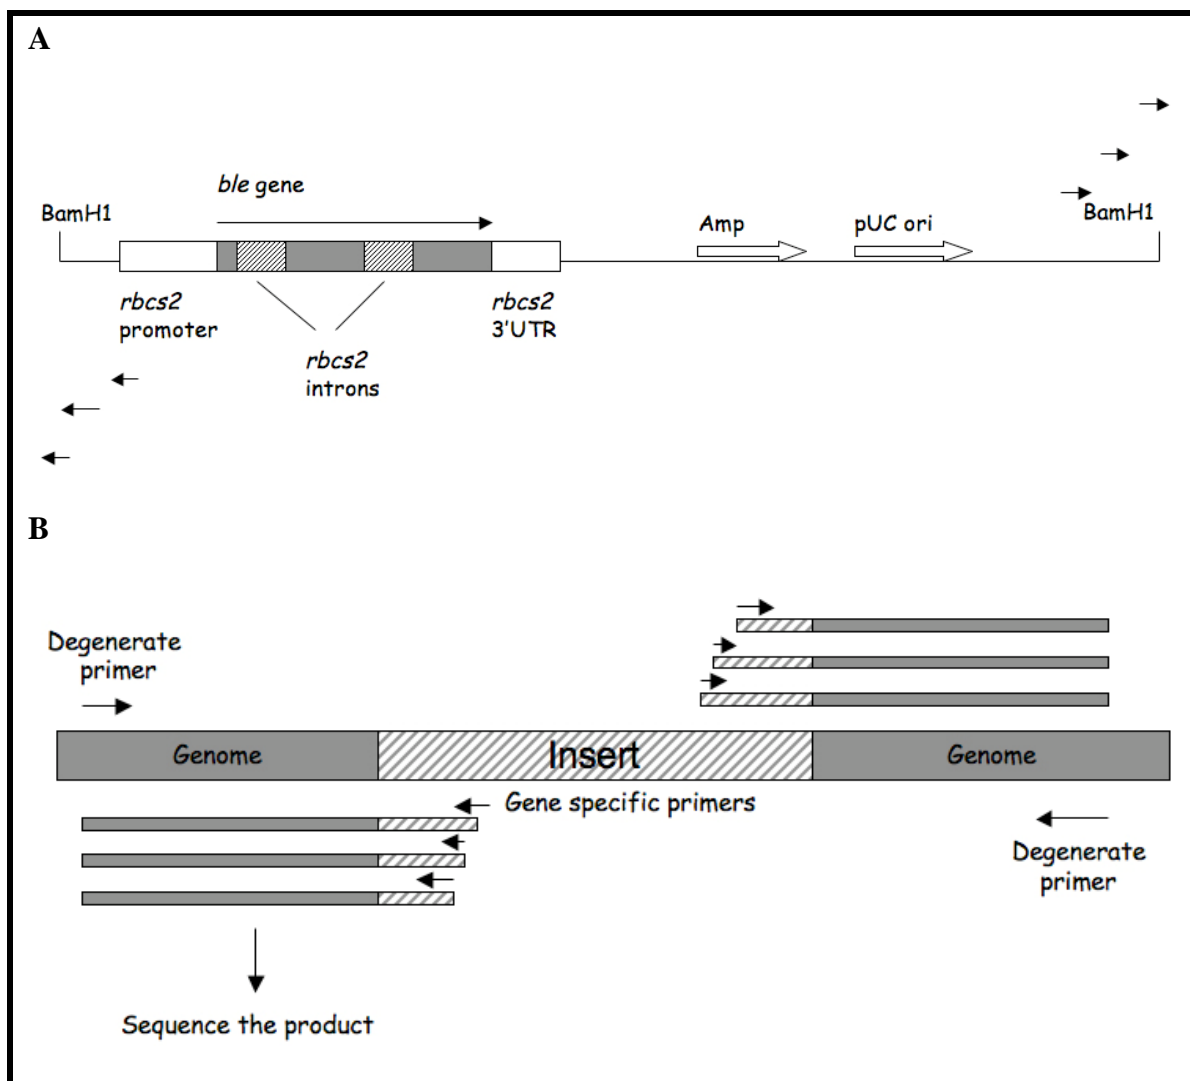 A
ble gene
BamH1
Amp
pUC ori
BamH1
rbcs2
promoter
rbcs2
3'UTR
rbcs2
introns
B
Degenerate
primer
Genome
Insert
Genome
Gene specific primers
Degenerate
primer
Sequence the product